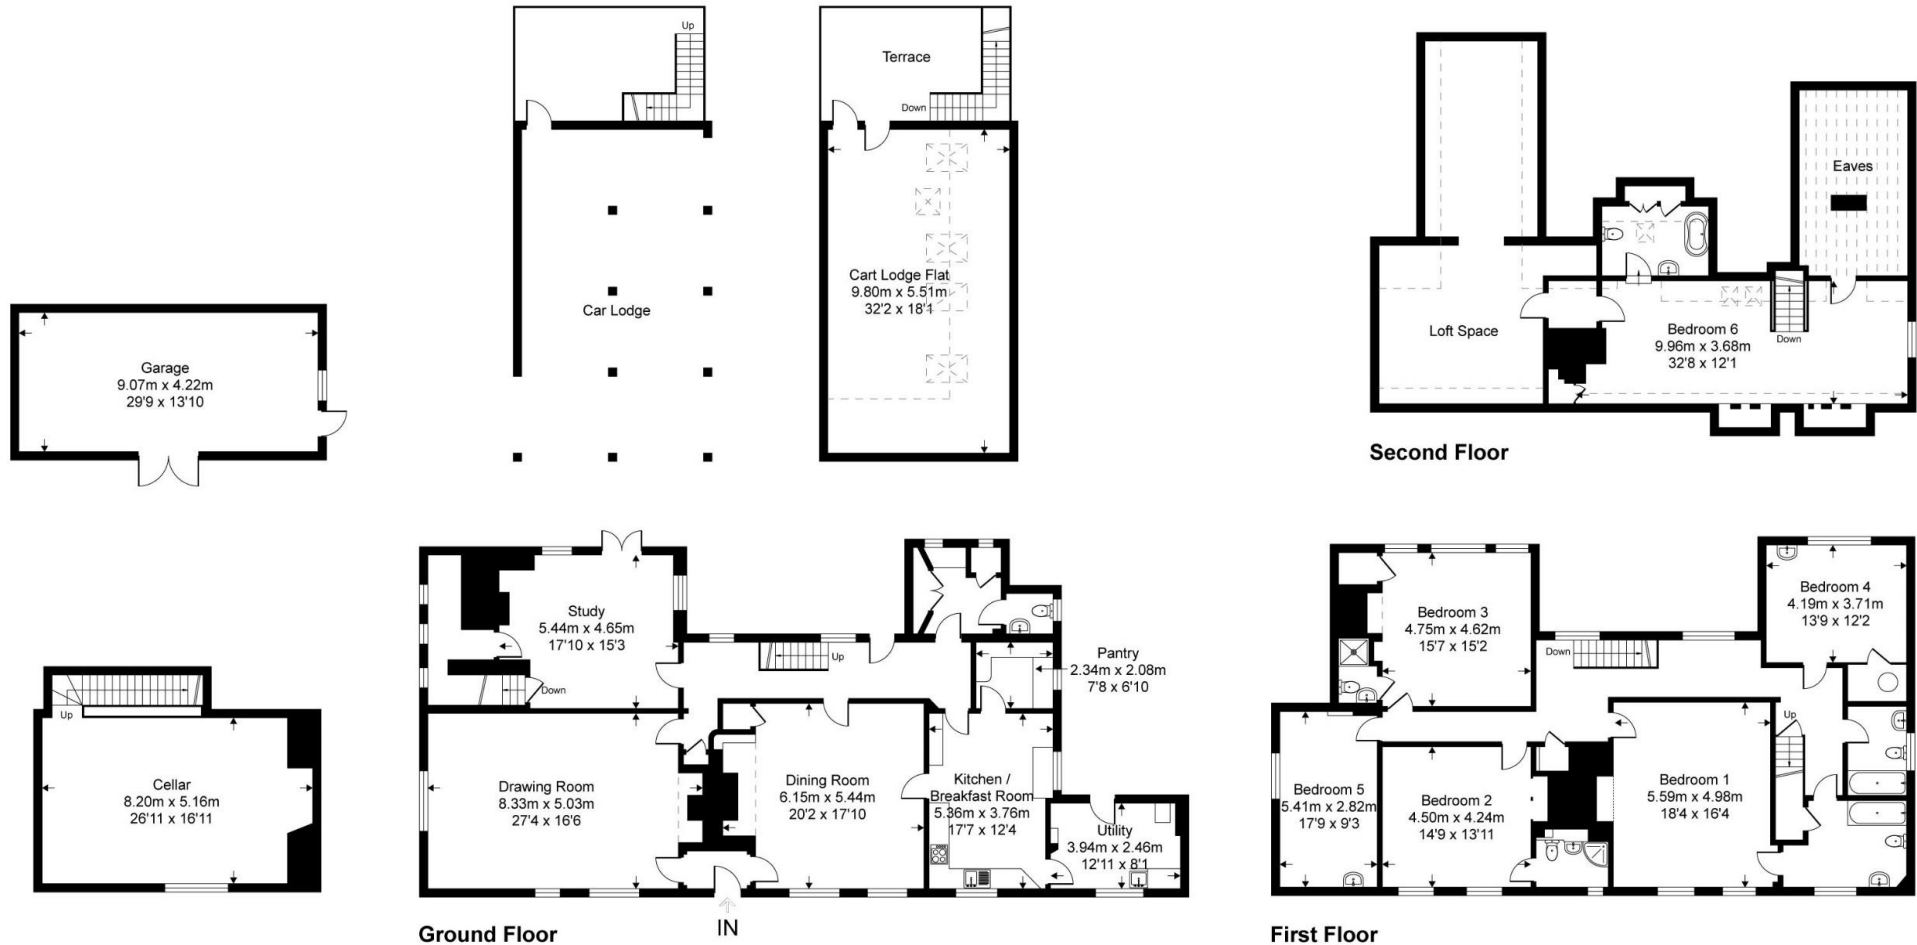 Up
Terrace
Down
Car Lodge
Cart Lodge Flat
9.80m x 5.51m
32'2 x 18'1
Garage
9.07m x 4.22m
29'9 x 13'10
Eaves
Loft Space
Bedroom 6
9.96m x 3.68m
32'8 x 12'1
Down
Second Floor
Up
Cellar
8.20m x 5.16m
26'11 x 16'11
Study
5.44m x 4.65m
17'10 x 15'3
Down
Up
Pantry
2.34m x 2.08m
7'8 x 6'10
Drawing Room
8.33m x 5.03m
27'4 x 16'6
Dining Room
6.15m x 5.44m
20'2 x 17'10
Kitchen /
Breakfast Room
5.36m x 3.76m
17'7 x 12'4
Utility
3.94m x 2.46m
12'11 x 8'1
IN
Ground Floor
Bedroom 3
4.75m x 4.62m
15'7 x 15'2
Down
Bedroom 4
4.19m x 3.71m
13'9 x 12'2
Up
Bedroom 5
5.41m x 2.82m
17'9 x 9'3
Bedroom 2
4.50m x 4.24m
14'9 x 13'11
Bedroom 1
5.59m x 4.98m
18'4 x 16'4
First Floor